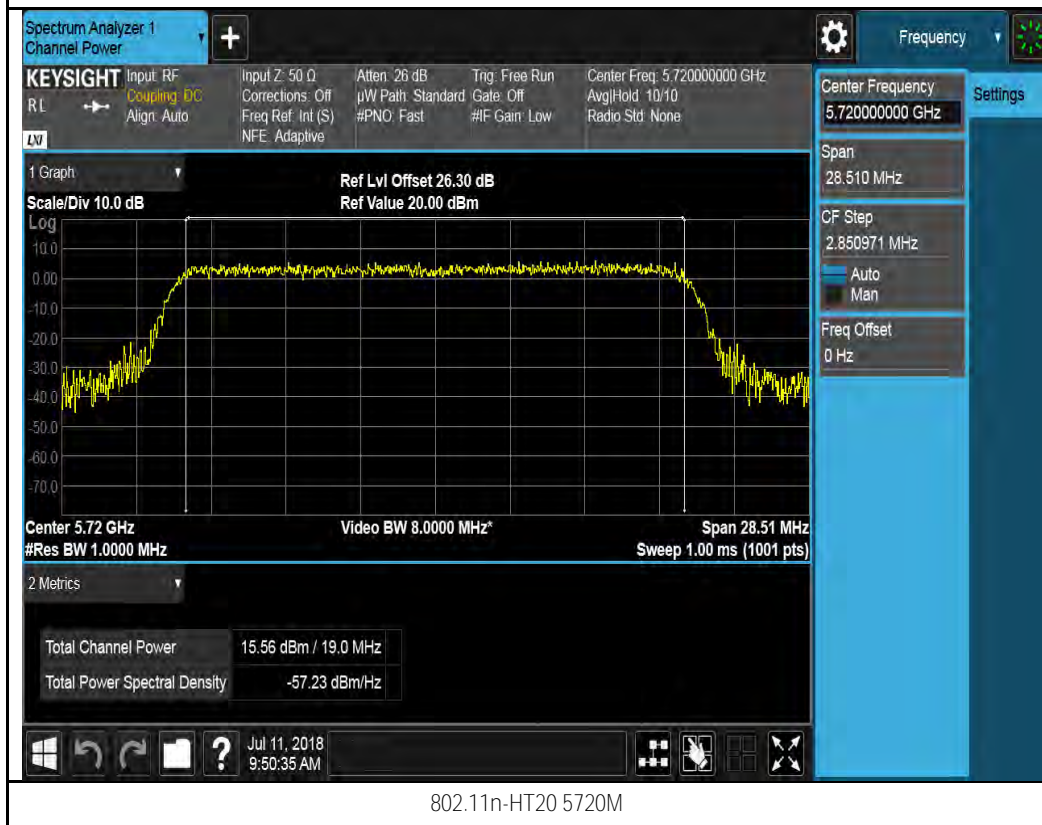 Spectrum Analyzer 1
Channel Power
+
Frequency
KEYSIGHT
Input: RF
Coupling: DC
Align: Auto
R L
LXI
Input Z: 50 Ω
Corrections: Off
Freq Ref: Int (S)
NFE: Adaptive
Atten: 26 dB
µW Path: Standard
#PNO: Fast
Trig: Free Run
Gate: Off
#IF Gain: Low
Center Freq: 5.720000000 GHz
Avg|Hold: 10/10
Radio Std: None
Center Frequency
5.720000000 GHz
Settings
Span
28.510 MHz
CF Step
2.850971 MHz
Auto
Man
Freq Offset
0 Hz
1 Graph
Scale/Div 10.0 dB
Ref Lvl Offset 26.30 dB
Ref Value 20.00 dBm
Log
10.0
0.00
-10.0
-20.0
-30.0
-40.0
-50.0
-60.0
-70.0
Center 5.72 GHz
#Res BW 1.0000 MHz
Video BW 8.0000 MHz*
Span 28.51 MHz
Sweep 1.00 ms (1001 pts)
2 Metrics
Total Channel Power 15.56 dBm / 19.0 MHz
Total Power Spectral Density -57.23 dBm/Hz
?
Jul 11, 2018
9:50:35 AM
802.11n-HT20 5720M